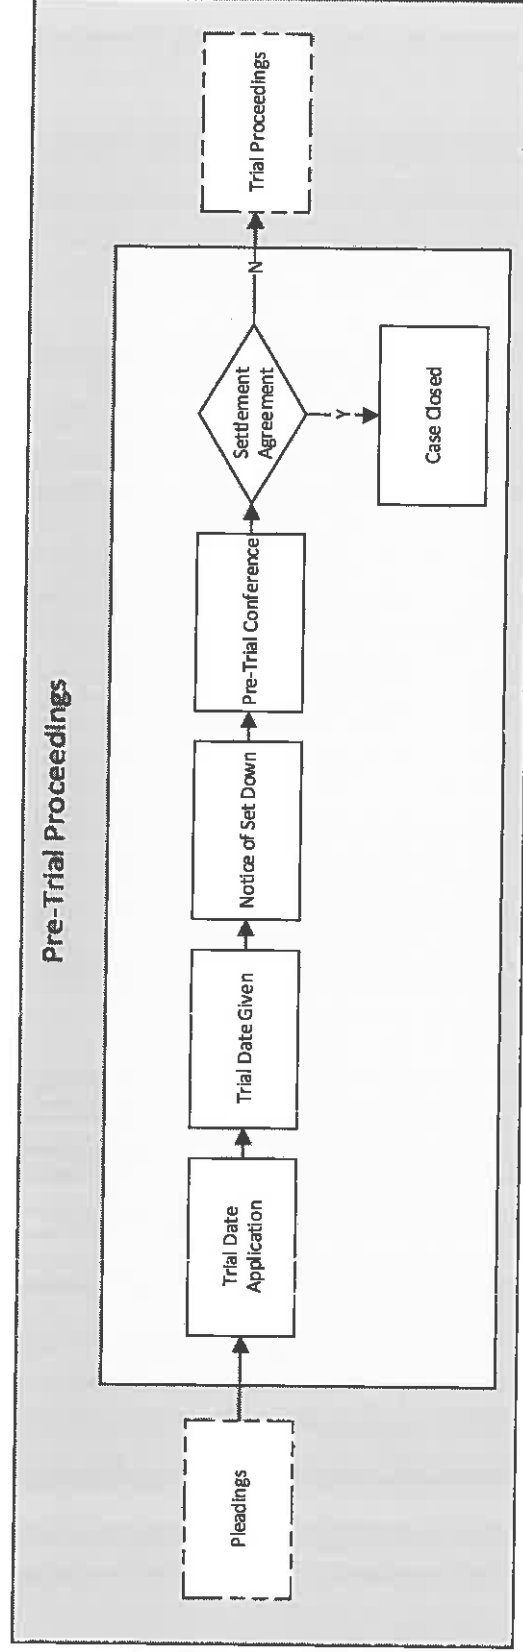 Pre-Trial Proceedings
Pleadings
Trial Date
Application
Trial Date Given
Notice of Set Down
Pre-Trial Conference
Settlement
Agreement
N
Y
Trial Proceedings
Case Closed